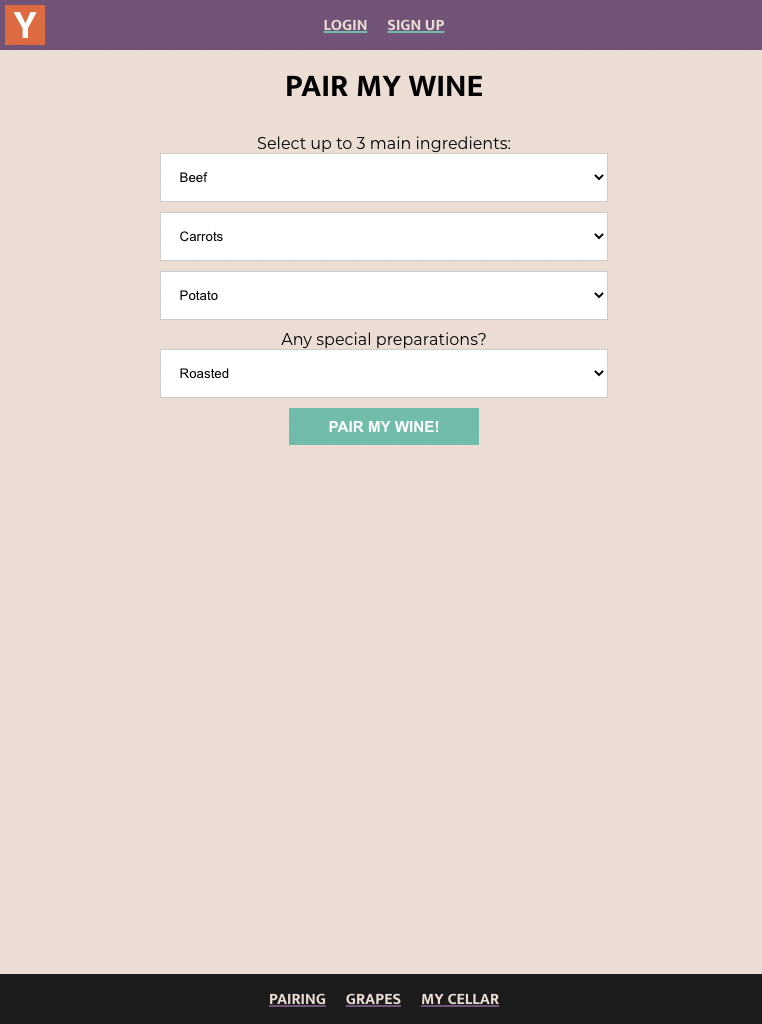 Y
LOGIN SIGN UP
PAIR MY WINE
Select up to 3 main ingredients:
Beef
Carrots
Potato
Any special preparations?
Roasted
PAIR MY WINE!
PAIRING GRAPES MY CELLAR